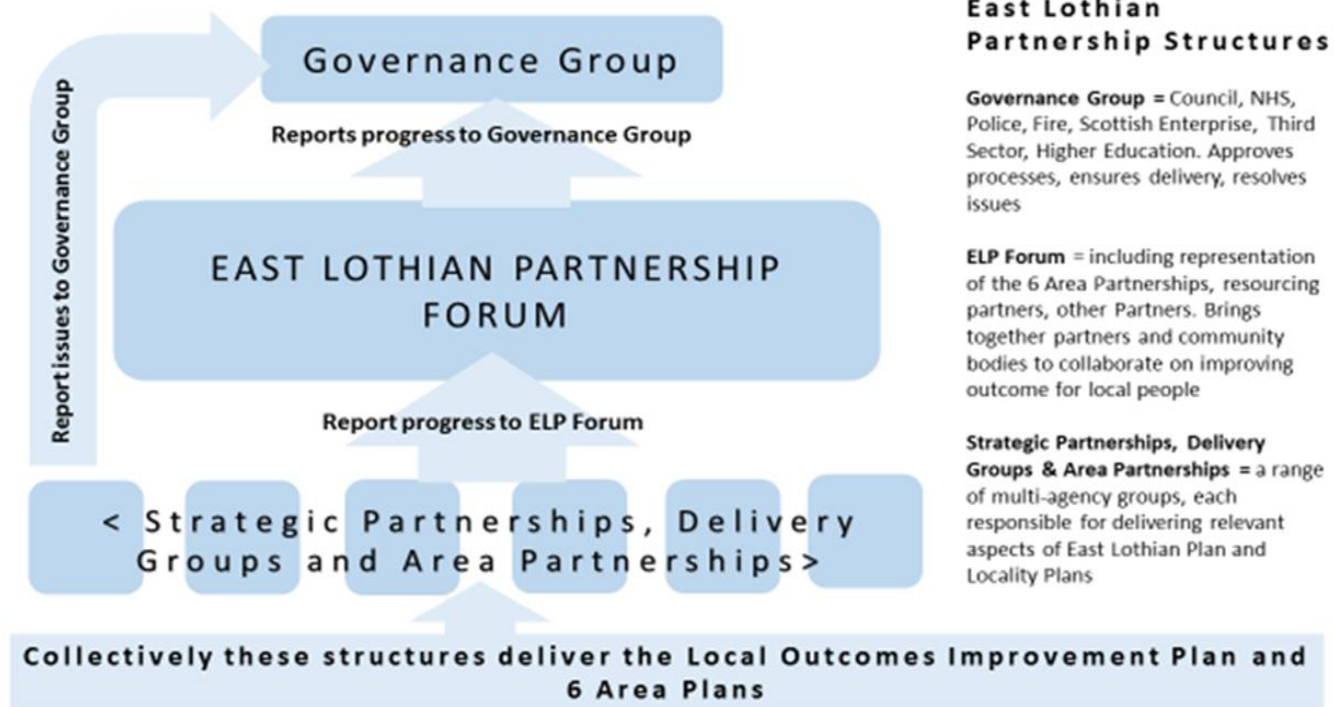 Governance Group
Reports progress to Governance Group
Report issues to Governance Group
EAST LOTHIAN PARTNERSHIP
FORUM
Report progress to ELP Forum
< Strategic Partnerships, Delivery
Groups and Area Partnerships>
Collectively these structures deliver the Local Outcomes Improvement Plan and
6 Area Plans
East Lothian
Partnership Structures
Governance Group = Council, NHS,
Police, Fire, Scottish Enterprise, Third
Sector, Higher Education. Approves
processes, ensures delivery, resolves
issues
ELP Forum = including representation
of the 6 Area Partnerships, resourcing
partners, other Partners. Brings
together partners and community
bodies to collaborate on improving
outcome for local people
Strategic Partnerships, Delivery
Groups & Area Partnerships = a range
of multi-agency groups, each
responsible for delivering relevant
aspects of East Lothian Plan and
Locality Plans